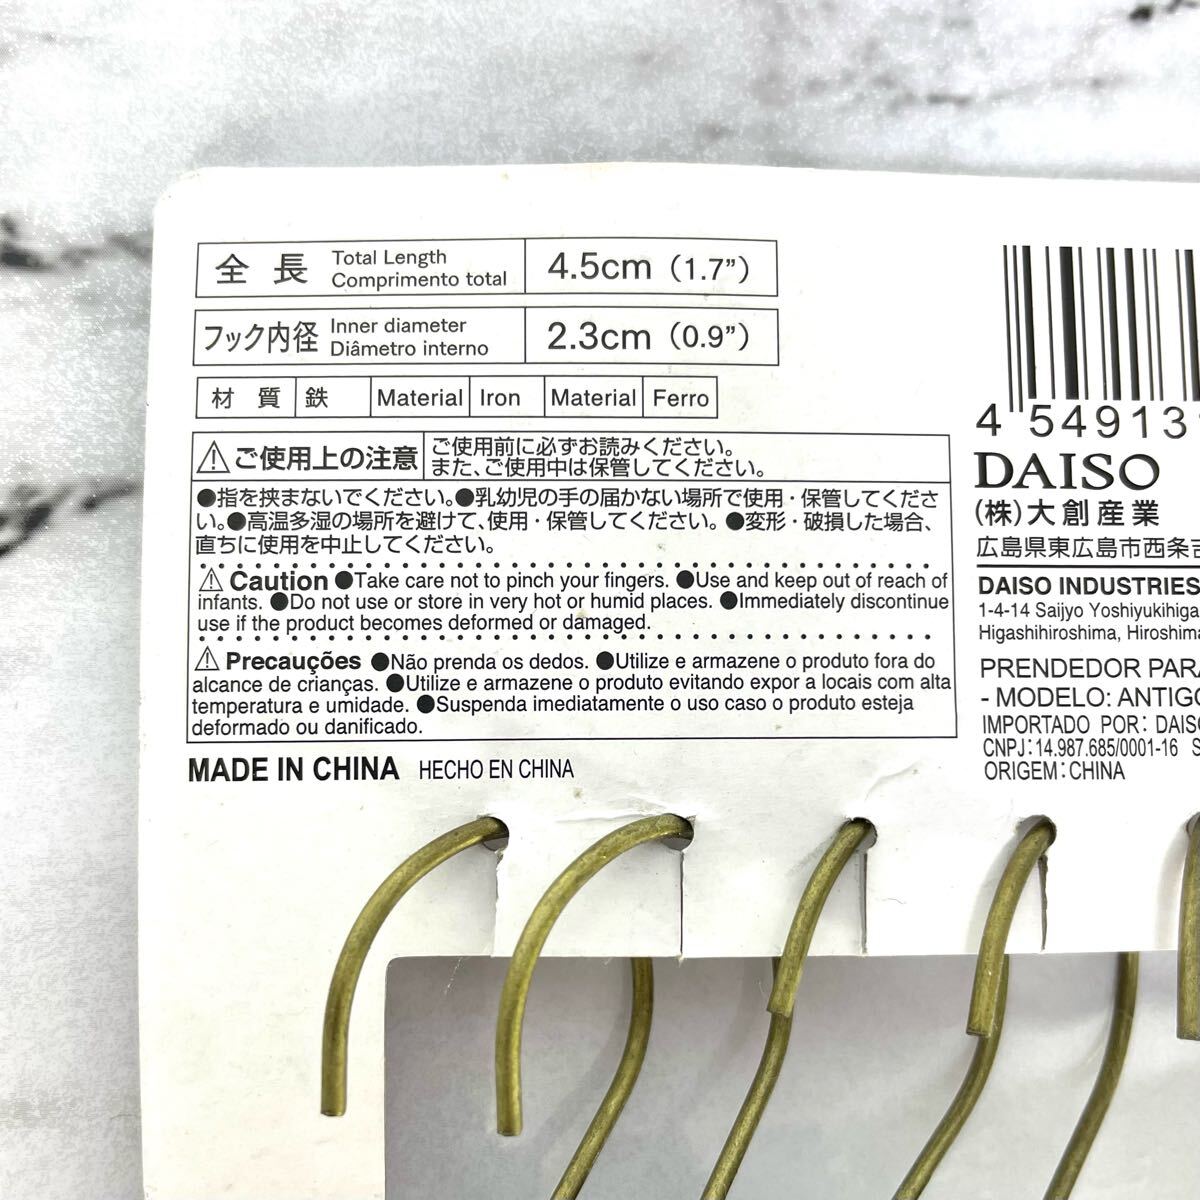 全長 Total Length
Comprimento total
4.5cm (1.7”)
フック内径 Inner diameter
Diâmetro interno
2.3cm (0.9”)
材質 鉄 Material Iron Material Ferro
⚠ご使用上の注意
ご使用前に必ずお読みください。
また、ご使用中は保管してください。
●指を挟まないでください。●乳幼児の手の届かない場所で使用・保管してくださ
い。●高温多湿の場所を避けて、使用・保管してください。●変形・破損した場合、
直ちに使用を中止してください。
⚠ Caution ●Take care not to pinch your fingers. ●Use and keep out of reach of
infants. ●Do not use or store in very hot or humid places. ●Immediately discontinue
use if the product becomes deformed or damaged.
⚠ Precauções ●Não prenda os dedos. ●Utilize e armazene o produto fora do
alcance de crianças. ●Utilize e armazene o produto evitando expor a locais com alta
temperatura e umidade. ●Suspenda imediatamente o uso caso o produto esteja
deformado ou danificado.
MADE IN CHINA HECHO EN CHINA
4 549131
DAISO
(株)大創産業
広島県東広島市西条吉
DAISO INDUSTRIES
1-4-14 Saijyo Yoshiyukihiga
Higashihiroshima, Hiroshima
PRENDEDOR PARA
- MODELO: ANTIGO
IMPORTADO POR: DAISO
CNPJ: 14.987.685/0001-16 S
ORIGEM: CHINA